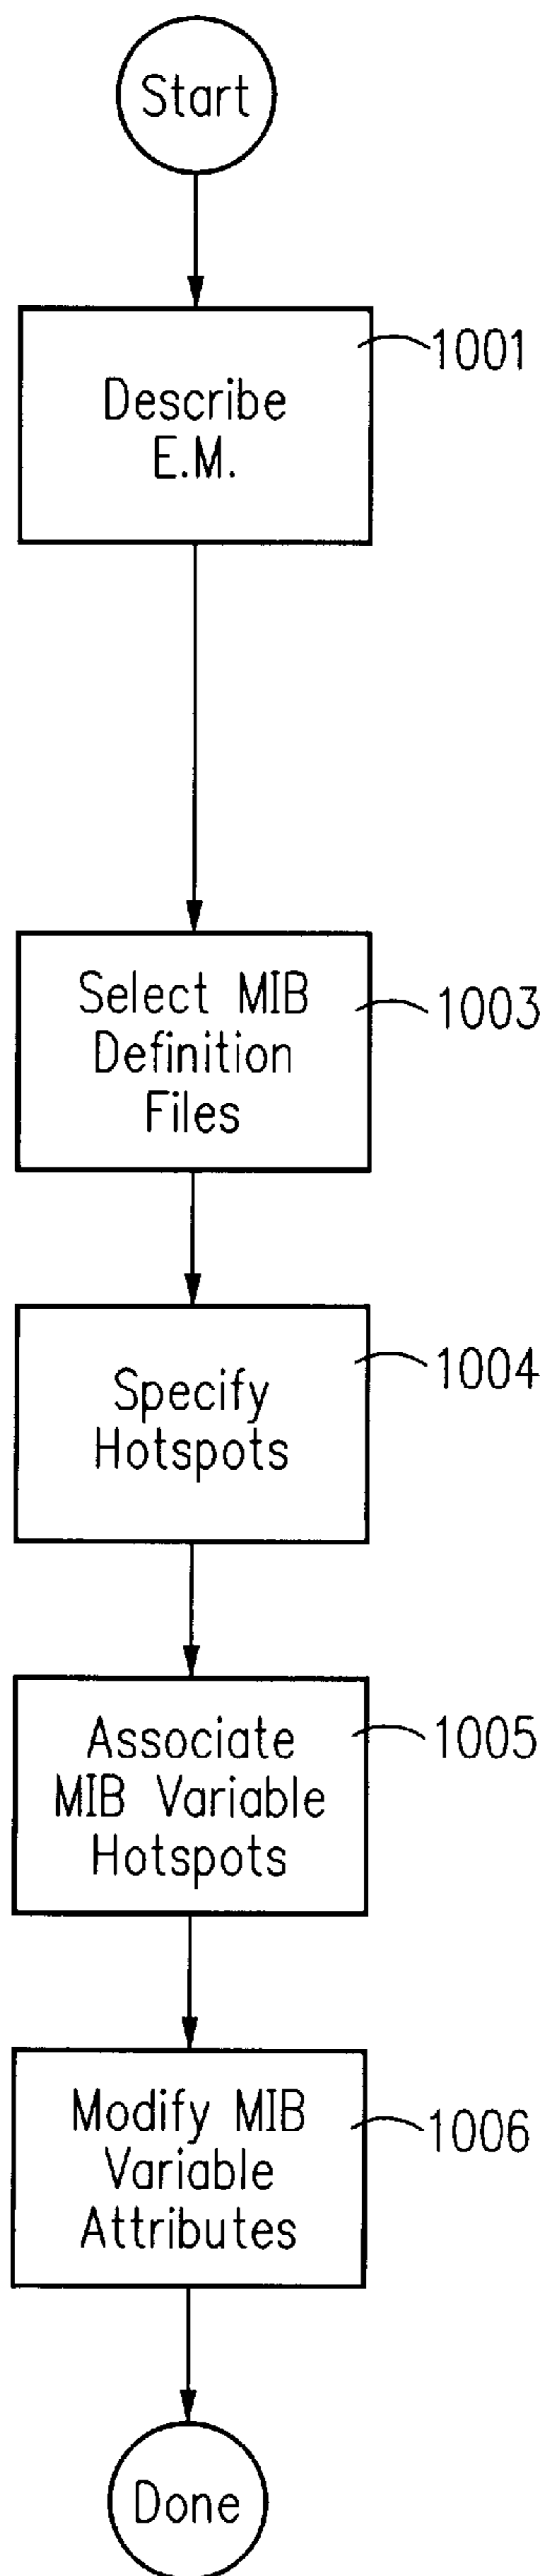 Start
1001
Describe
E.M.
Select MIB
Definition
Files
1003
Specify
Hotspots
1004
Associate
MIB Variable
Hotspots
1005
Modify MIB
Variable
Attributes
1006
Done